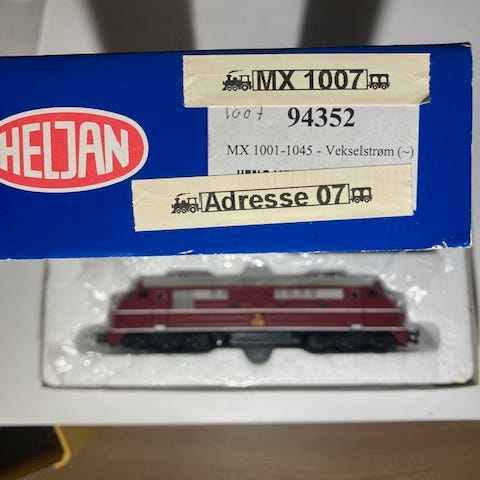 MX 1007
1007
94352
HELJAN
MX 1001-1045 - Vekselstrøm (~)
Adresse 07